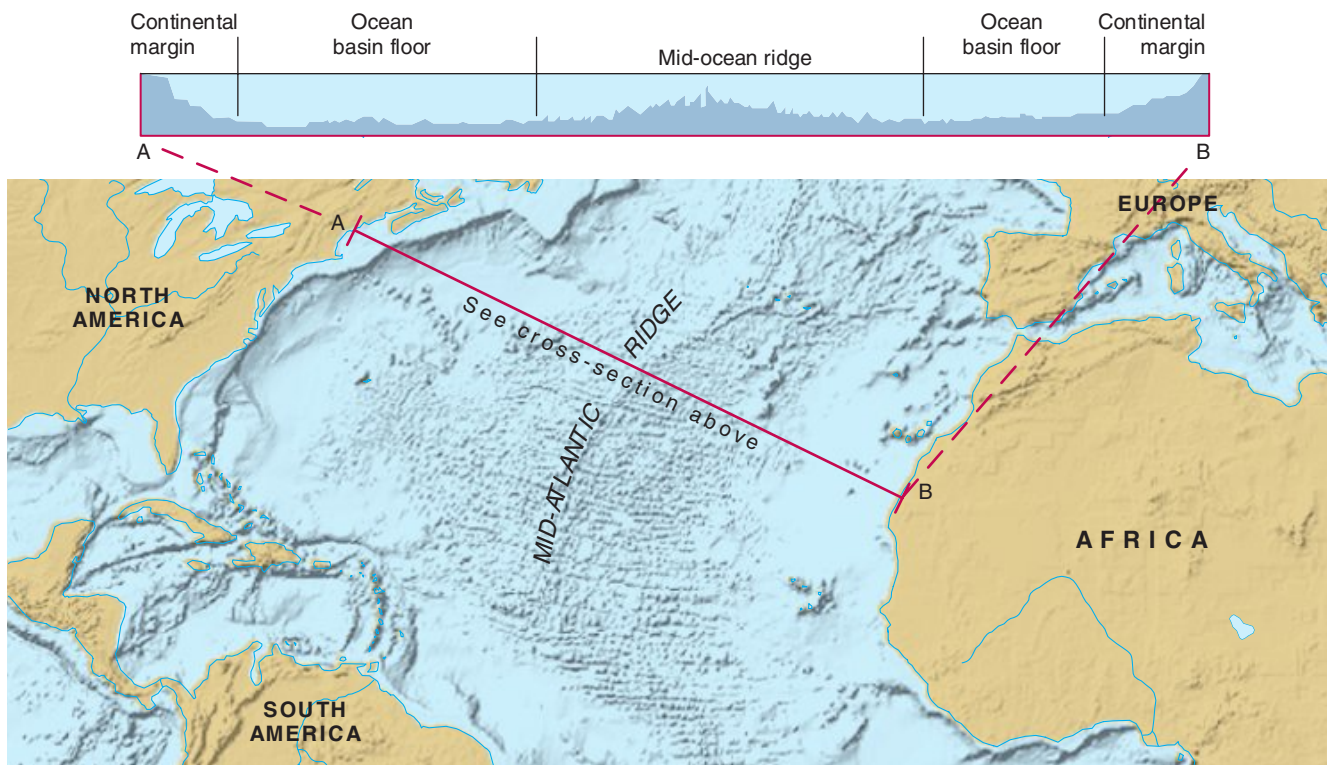 Continental
margin
Ocean
basin floor
Mid-ocean ridge
Ocean
basin floor
Continental
margin
A
B
A
EUROPE
NORTH
AMERICA
See cross-section above
RIDGE
MID-ATLANTIC
B
AFRICA
SOUTH
AMERICA